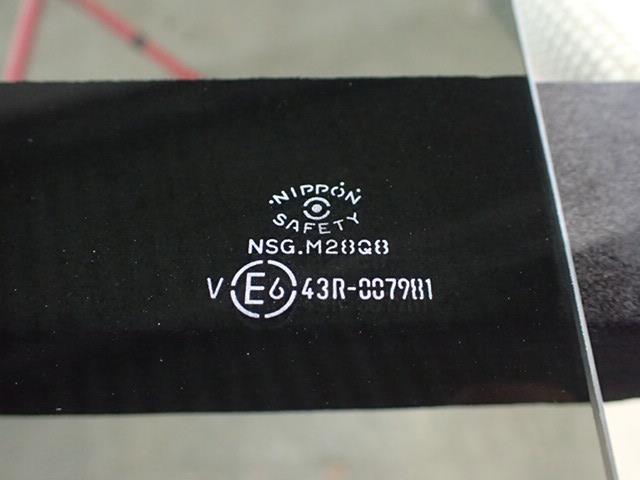 NIPPON
SAFETY
NSG.M28Q8
V E6 43R-007981